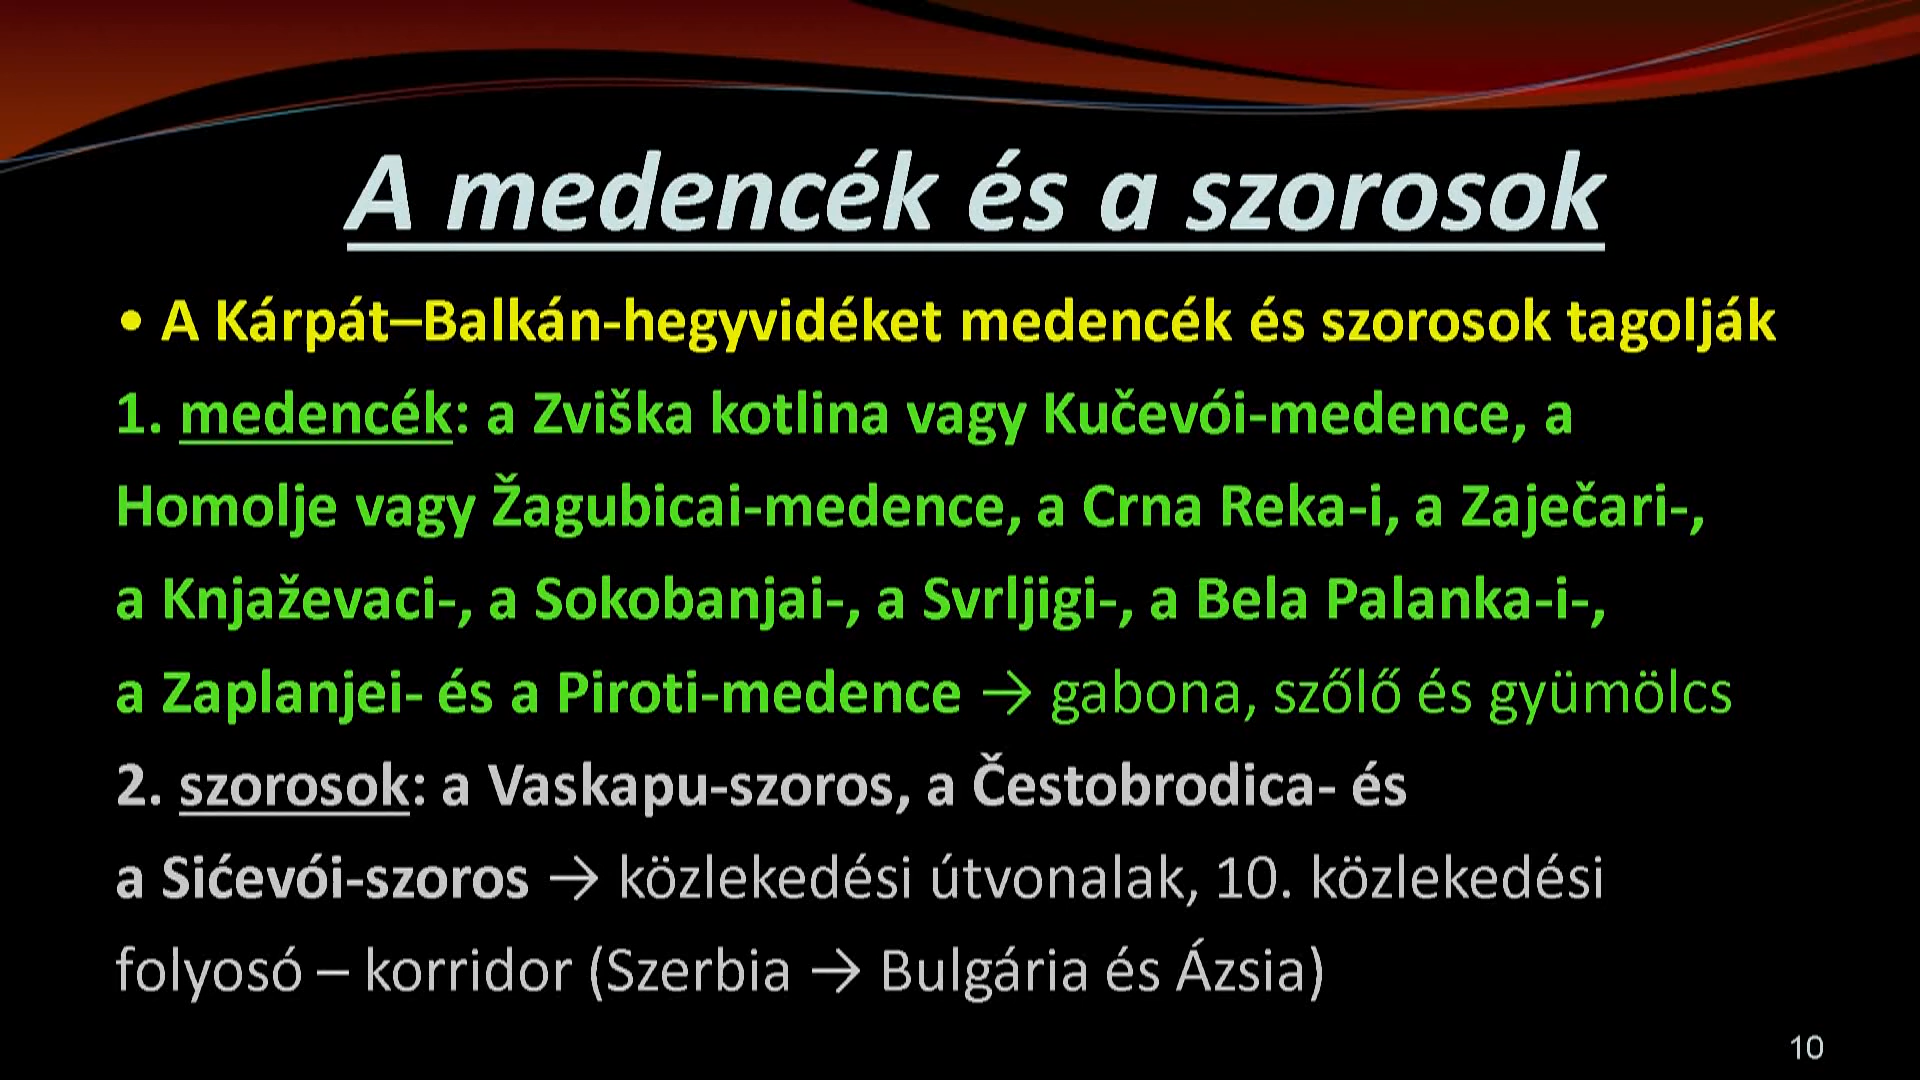 A medencék és a szorosok
• A Kárpát–Balkán-hegyvidéket medencék és szorosok tagolják
1. medencék: a Zviška kotlina vagy Kučevói-medence, a
Homolje vagy Žagubicai-medence, a Crna Reka-i, a Zaječari-,
a Knjaževaci-, a Sokobanjai-, a Svrljigi-, a Bela Palanka-i-,
a Zaplanjei- és a Piroti-medence → gabona, szőlő és gyümölcs
2. szorosok: a Vaskapu-szoros, a Čestobrodica- és
a Sićevói-szoros → közlekedési útvonalak, 10. közlekedési
folyosó – korridor (Szerbia → Bulgária és Ázsia)
10